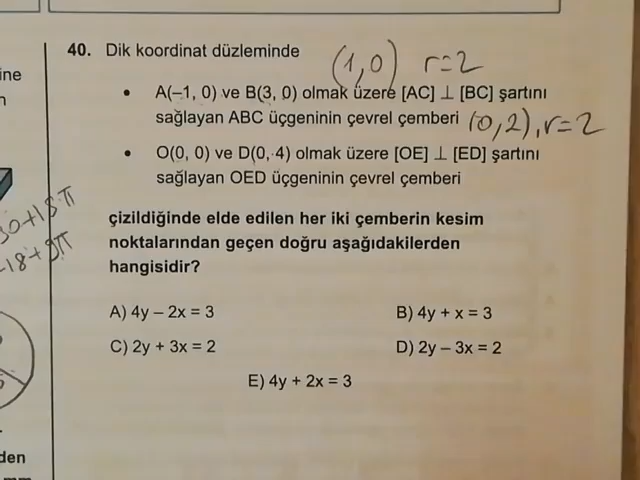 40. Dik koordinat düzleminde
(1,0) r=2
• A(–1, 0) ve B(3, 0) olmak üzere [AC] ⊥ [BC] şartını
sağlayan ABC üçgeninin çevrel çemberi (0,2), r=2
• O(0, 0) ve D(0, 4) olmak üzere [OE] ⊥ [ED] şartını
sağlayan OED üçgeninin çevrel çemberi
çizildiğinde elde edilen her iki çemberin kesim
noktalarından geçen doğru aşağıdakilerden
hangisidir?
A) 4y – 2x = 3
B) 4y + x = 3
C) 2y + 3x = 2
D) 2y – 3x = 2
E) 4y + 2x = 3
ine
den